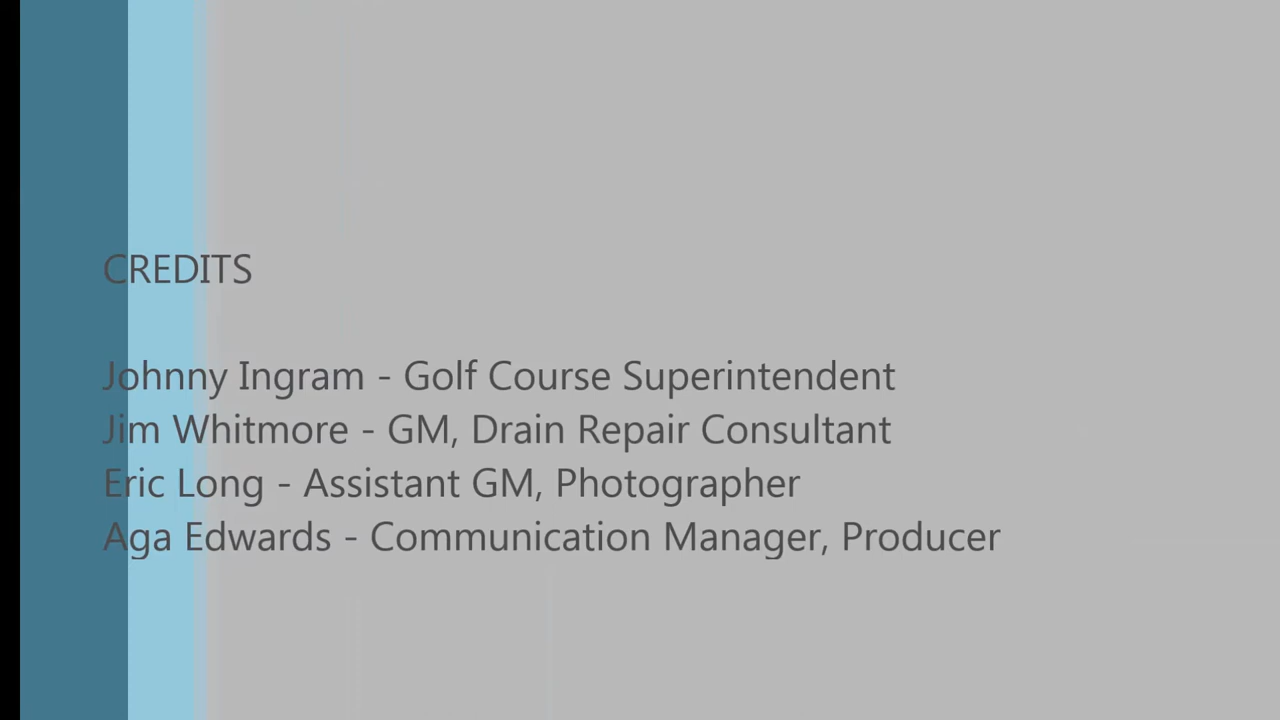 CREDITS
Johnny Ingram - Golf Course Superintendent
Jim Whitmore - GM, Drain Repair Consultant
Eric Long - Assistant GM, Photographer
Aga Edwards - Communication Manager, Producer